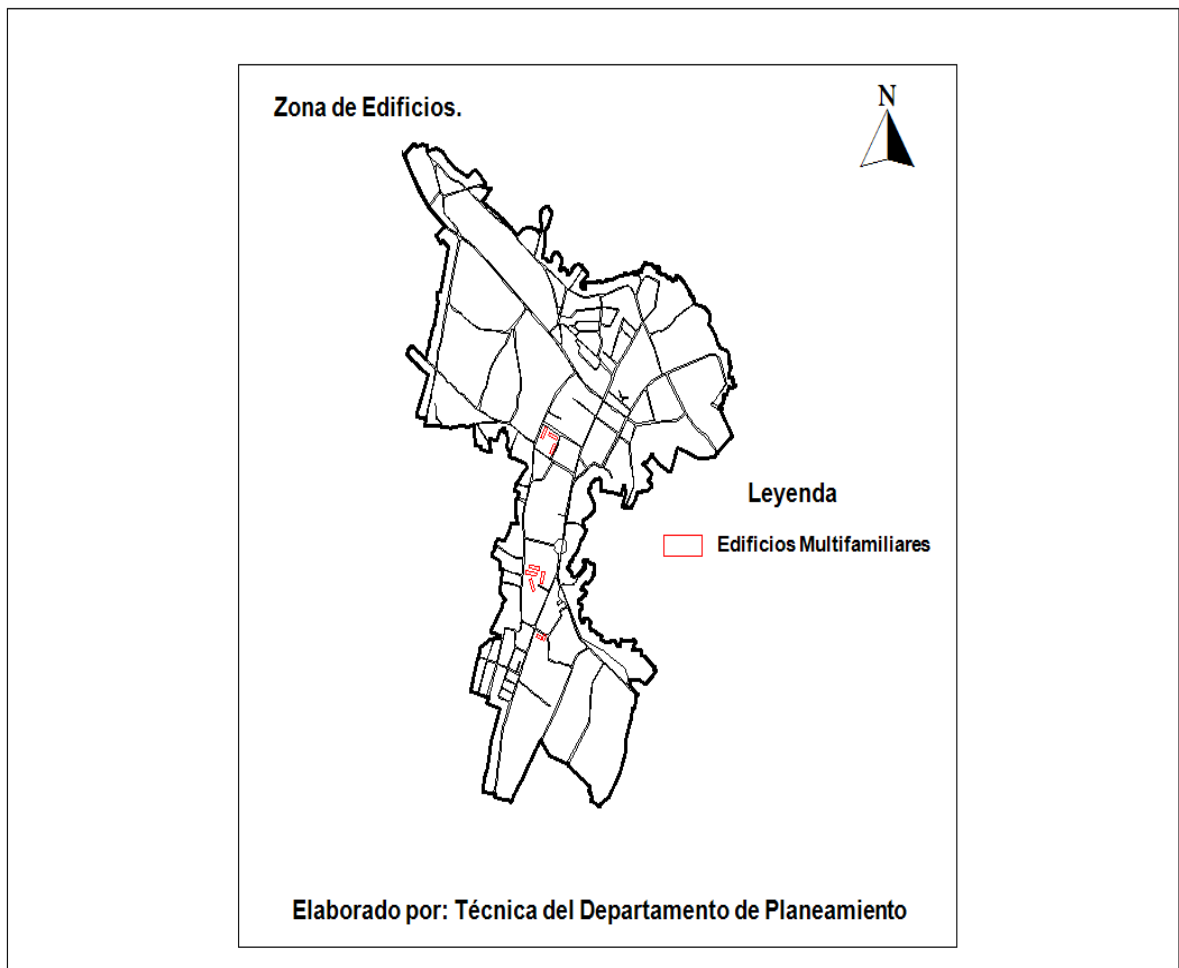 Zona de Edificios.
N
Leyenda
Edificios Multifamiliares
Elaborado por: Técnica del Departamento de Planeamiento